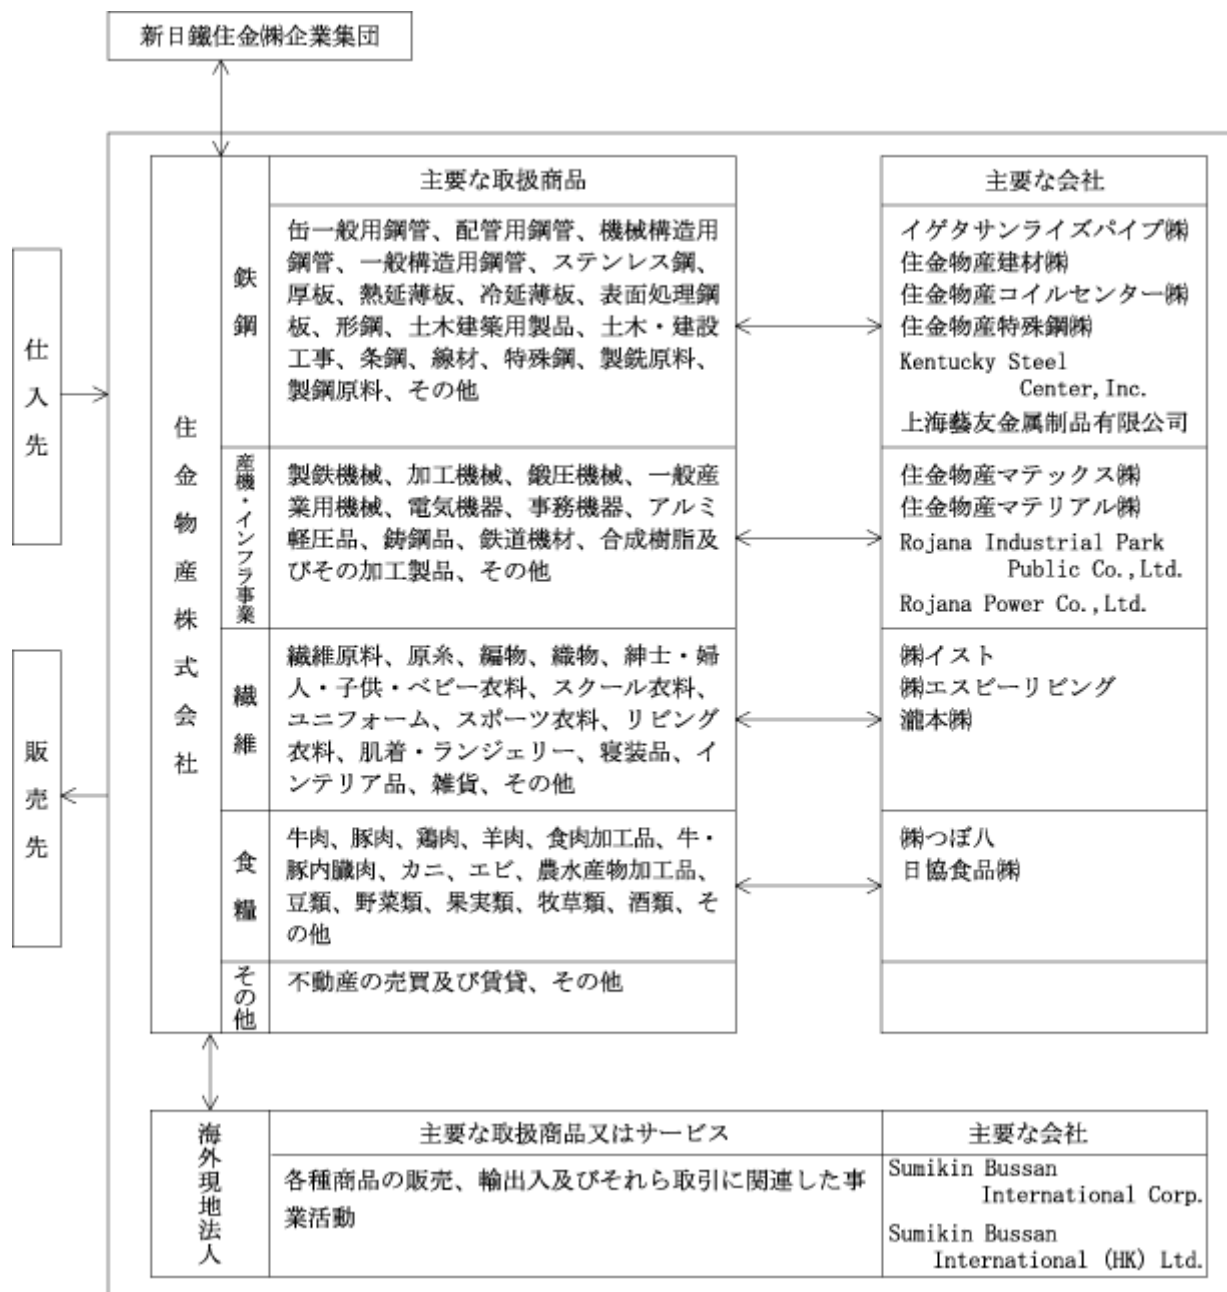 新日鐵住金㈱企業集団
仕入先
販売先
住金物産株式会社
主要な取扱商品
主要な会社
鉄鋼
缶一般用鋼管、配管用鋼管、機械構造用
鋼管、一般構造用鋼管、ステンレス鋼、
厚板、熱延薄板、冷延薄板、表面処理鋼
板、形鋼、土木建築用製品、土木・建設
工事、条鋼、線材、特殊鋼、製銑原料、
製鋼原料、その他
イゲタサンライズパイプ㈱
住金物産建材㈱
住金物産コイルセンター㈱
住金物産特殊鋼㈱
Kentucky Steel
Center,Inc.
上海藝友金属制品有限公司
産機・インフラ事業
製鉄機械、加工機械、鍛圧機械、一般産
業用機械、電気機器、事務機器、アルミ
軽圧品、鋳鋼品、鉄道機材、合成樹脂及
びその加工製品、その他
住金物産マテックス㈱
住金物産マテリアル㈱
Rojana Industrial Park
Public Co.,Ltd.
Rojana Power Co.,Ltd.
繊維
繊維原料、原糸、編物、織物、紳士・婦
人・子供・ベビー衣料、スクール衣料、
ユニフォーム、スポーツ衣料、リビング
衣料、肌着・ランジェリー、寝装品、イ
ンテリア品、雑貨、その他
㈱イスト
㈱エスビーリビング
瀧本㈱
食糧
牛肉、豚肉、鶏肉、羊肉、食肉加工品、牛・
豚内臓肉、カニ、エビ、農水産物加工品、
豆類、野菜類、果実類、牧草類、酒類、そ
の他
㈱つぼ八
日協食品㈱
その他
不動産の売買及び賃貸、その他
海外現地法人
主要な取扱商品又はサービス
主要な会社
各種商品の販売、輸出入及びそれら取引に関連した事
業活動
Sumikin Bussan
International Corp.
Sumikin Bussan
International (HK) Ltd.